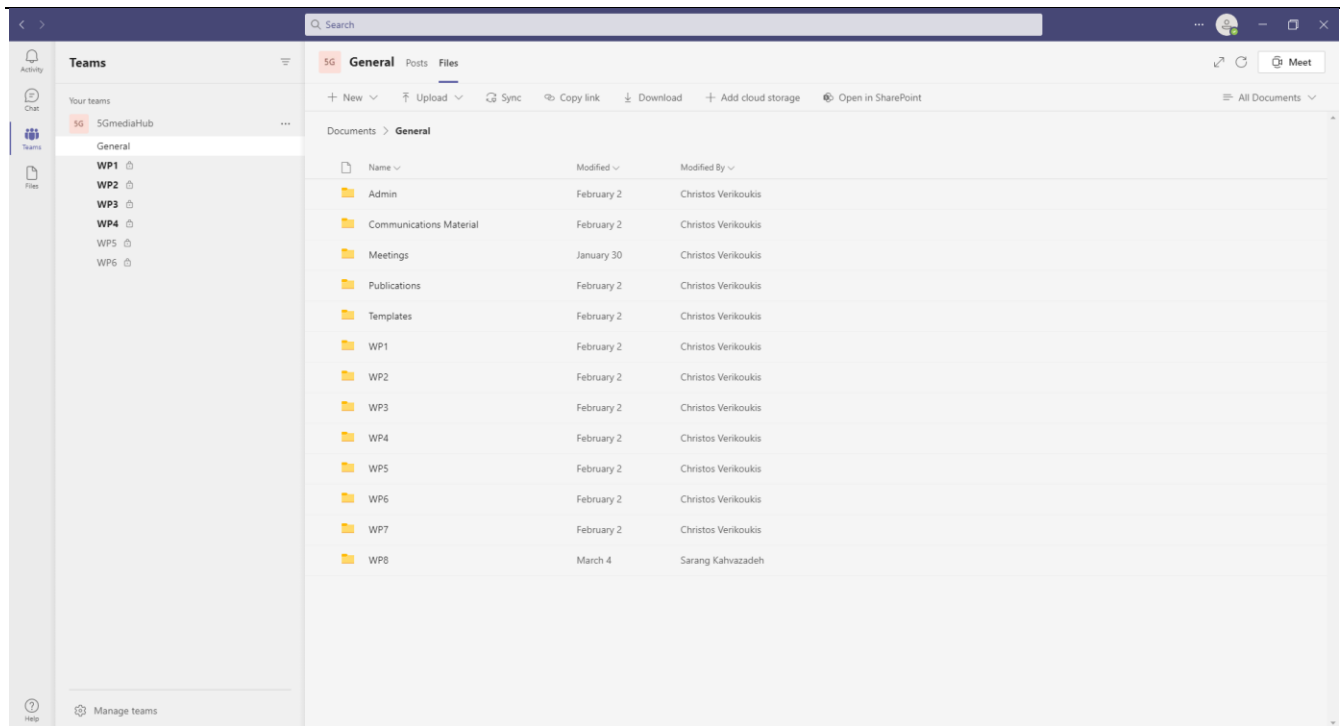 Search
Activity
Chat
Teams
Files
Help
Teams
Your teams
5G 5GmediaHub
General
WP1
WP2
WP3
WP4
WP5
WP6
Manage teams
5G General Posts Files
Meet
New Upload Sync Copy link Download Add cloud storage Open in SharePoint All Documents
Documents > General
Name Modified Modified By
Admin February 2 Christos Verikoukis
Communications Material February 2 Christos Verikoukis
Meetings January 30 Christos Verikoukis
Publications February 2 Christos Verikoukis
Templates February 2 Christos Verikoukis
WP1 February 2 Christos Verikoukis
WP2 February 2 Christos Verikoukis
WP3 February 2 Christos Verikoukis
WP4 February 2 Christos Verikoukis
WP5 February 2 Christos Verikoukis
WP6 February 2 Christos Verikoukis
WP7 February 2 Christos Verikoukis
WP8 March 4 Sarang Kahvazadeh